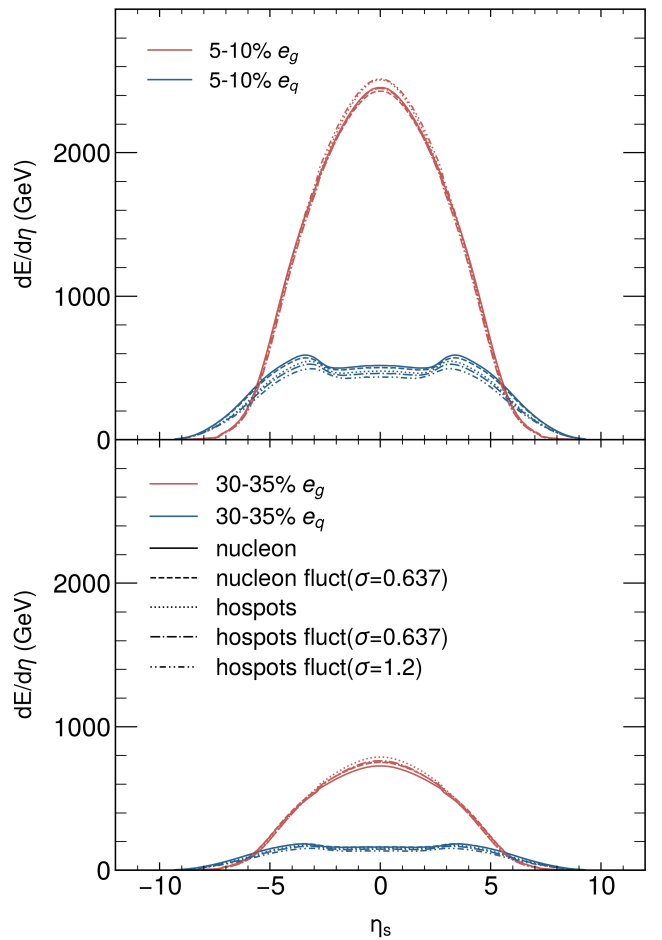 5-10% e_g
5-10% e_q
2000
1000
0
dE/dη (GeV)
30-35% e_g
30-35% e_q
nucleon
nucleon fluct(σ=0.637)
hospots
hospots fluct(σ=0.637)
hospots fluct(σ=1.2)
2000
1000
0
dE/dη (GeV)
−10 −5 0 5 10
η_s